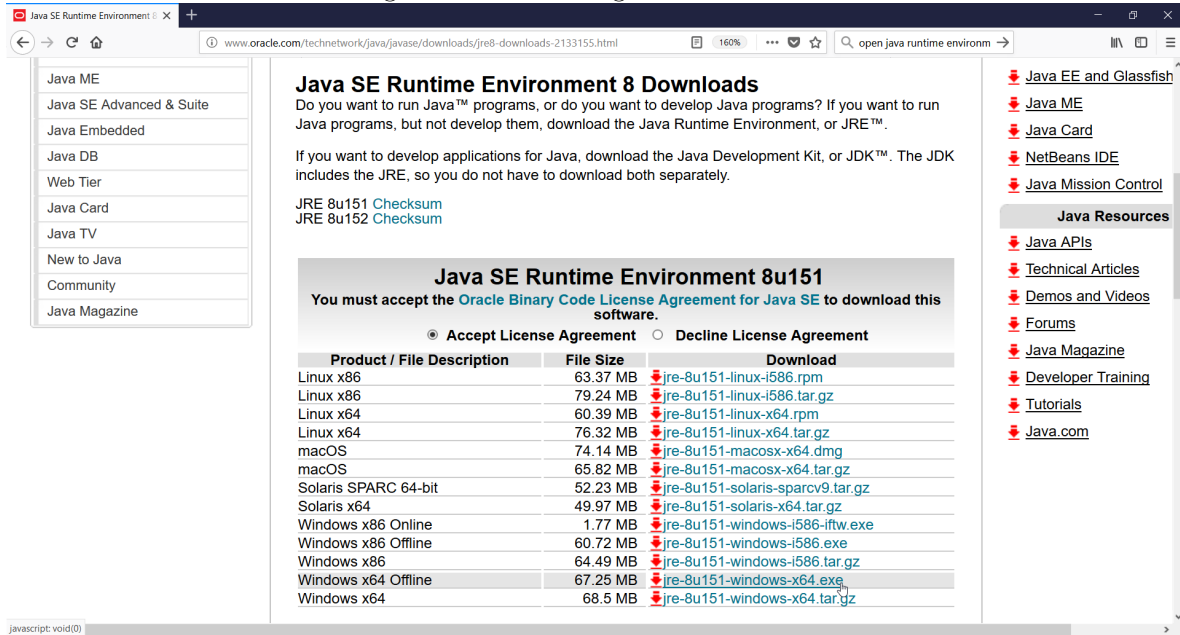 Java SE Runtime Environment 8
www.oracle.com/technetwork/java/javase/downloads/jre8-downloads-2133155.html
160%
open java runtime environm
Java ME
Java SE Advanced & Suite
Java Embedded
Java DB
Web Tier
Java Card
Java TV
New to Java
Community
Java Magazine
Java SE Runtime Environment 8 Downloads
Do you want to run Java™ programs, or do you want to develop Java programs? If you want to run
Java programs, but not develop them, download the Java Runtime Environment, or JRE™.
If you want to develop applications for Java, download the Java Development Kit, or JDK™. The JDK
includes the JRE, so you do not have to download both separately.
JRE 8u151 Checksum
JRE 8u152 Checksum
Java SE Runtime Environment 8u151
You must accept the Oracle Binary Code License Agreement for Java SE to download this
software.
Accept License Agreement Decline License Agreement
Product / File Description File Size Download
Linux x86 63.37 MB jre-8u151-linux-i586.rpm
Linux x86 79.24 MB jre-8u151-linux-i586.tar.gz
Linux x64 60.39 MB jre-8u151-linux-x64.rpm
Linux x64 76.32 MB jre-8u151-linux-x64.tar.gz
macOS 74.14 MB jre-8u151-macosx-x64.dmg
macOS 65.82 MB jre-8u151-macosx-x64.tar.gz
Solaris SPARC 64-bit 52.23 MB jre-8u151-solaris-sparcv9.tar.gz
Solaris x64 49.97 MB jre-8u151-solaris-x64.tar.gz
Windows x86 Online 1.77 MB jre-8u151-windows-i586-iftw.exe
Windows x86 Offline 60.72 MB jre-8u151-windows-i586.exe
Windows x86 64.49 MB jre-8u151-windows-i586.tar.gz
Windows x64 Offline 67.25 MB jre-8u151-windows-x64.exe
Windows x64 68.5 MB jre-8u151-windows-x64.tar.gz
Java EE and Glassfish
Java ME
Java Card
NetBeans IDE
Java Mission Control
Java Resources
Java APIs
Technical Articles
Demos and Videos
Forums
Java Magazine
Developer Training
Tutorials
Java.com
javascript: void(0)